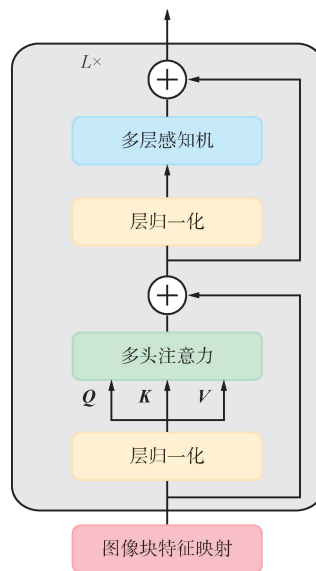 L×
多层感知机
层归一化
多头注意力
Q K V
层归一化
图像块特征映射